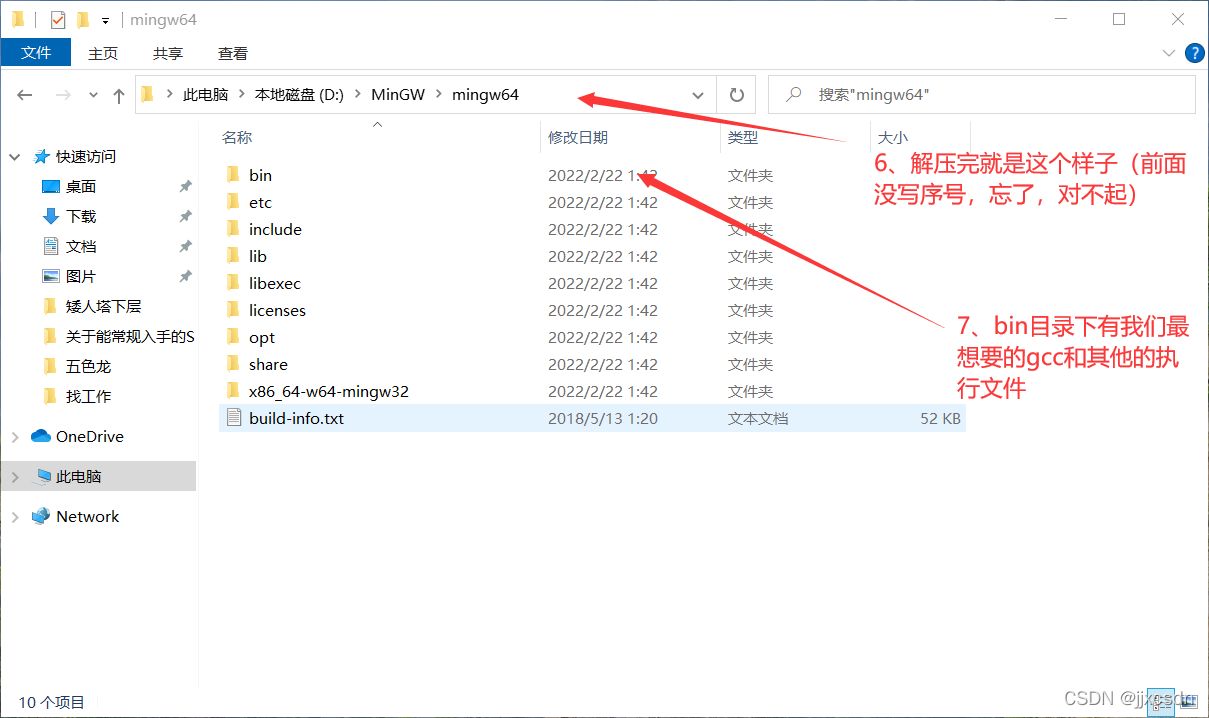 mingw64
文件 主页 共享 查看
此电脑 本地磁盘 (D:) MinGW mingw64
搜索"mingw64"
名称 修改日期 类型 大小
快速访问
桌面
下载
文档
图片
矮人塔下层
关于能常规入手的S
五色龙
找工作
OneDrive
此电脑
Network
bin 2022/2/22 1:42 文件夹
etc 2022/2/22 1:42 文件夹
include 2022/2/22 1:42 文件夹
lib 2022/2/22 1:42 文件夹
libexec 2022/2/22 1:42 文件夹
licenses 2022/2/22 1:42 文件夹
opt 2022/2/22 1:42 文件夹
share 2022/2/22 1:42 文件夹
x86_64-w64-mingw32 2022/2/22 1:42 文件夹
build-info.txt 2018/5/13 1:20 文本文档 52 KB
6、解压完就是这个样子（前面
没写序号，忘了，对不起）
7、bin目录下有我们最
想要的gcc和其他的执
行文件
10 个项目
CSDN